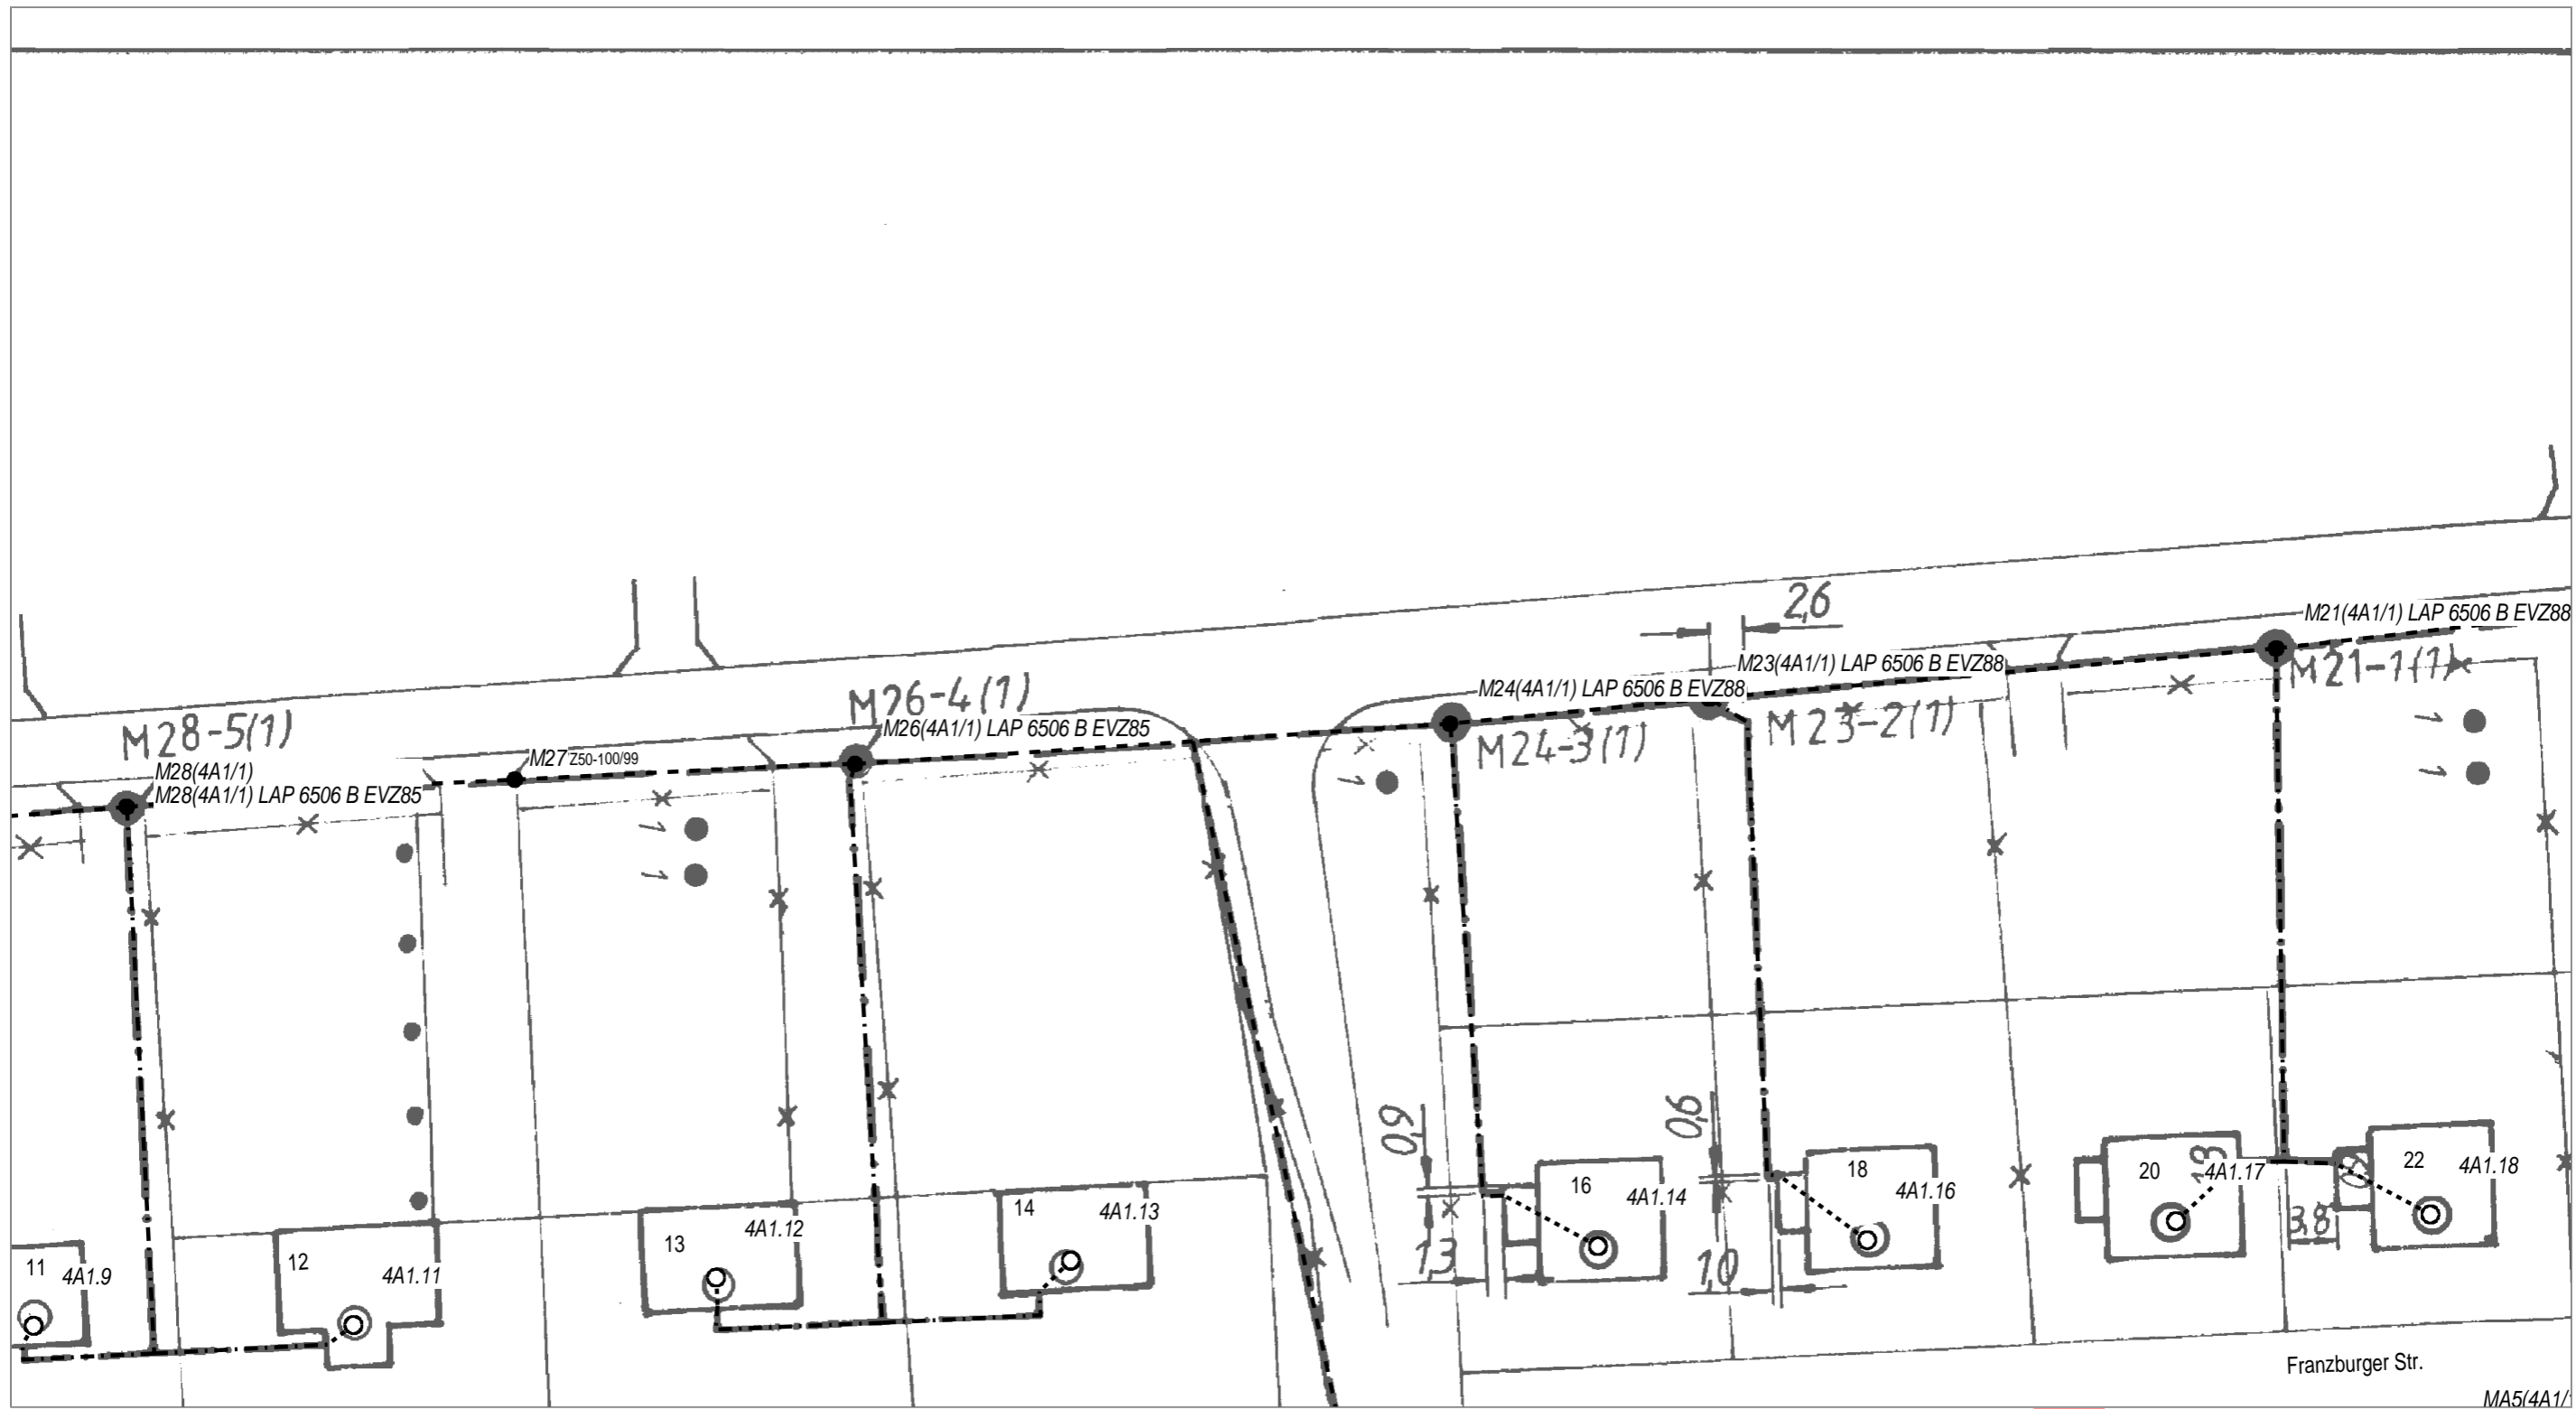 2,6
M21(4A1/1) LAP 6506 B EVZ88
M23(4A1/1) LAP 6506 B EVZ88
M21-1(1)
M26-4(1)
M24(4A1/1) LAP 6506 B EVZ88
M23-2(1)
M28-5(1)
M26(4A1/1) LAP 6506 B EVZ85
M24-3(1)
M27 Z50-100/99
M28(4A1/1)
M28(4A1/1) LAP 6506 B EVZ85
1
1
1
1
1
0,9
0,6
16
4A1.14
18
4A1.16
20
4A1.17
22
4A1.18
14
4A1.13
13
4A1.12
3,8
12
4A1.11
11
4A1.9
1,3
1,0
Franzburger Str.
MA5(4A1/